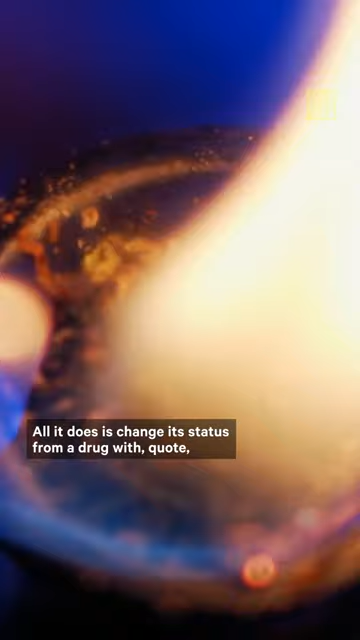 All it does is change its status
from a drug with, quote,